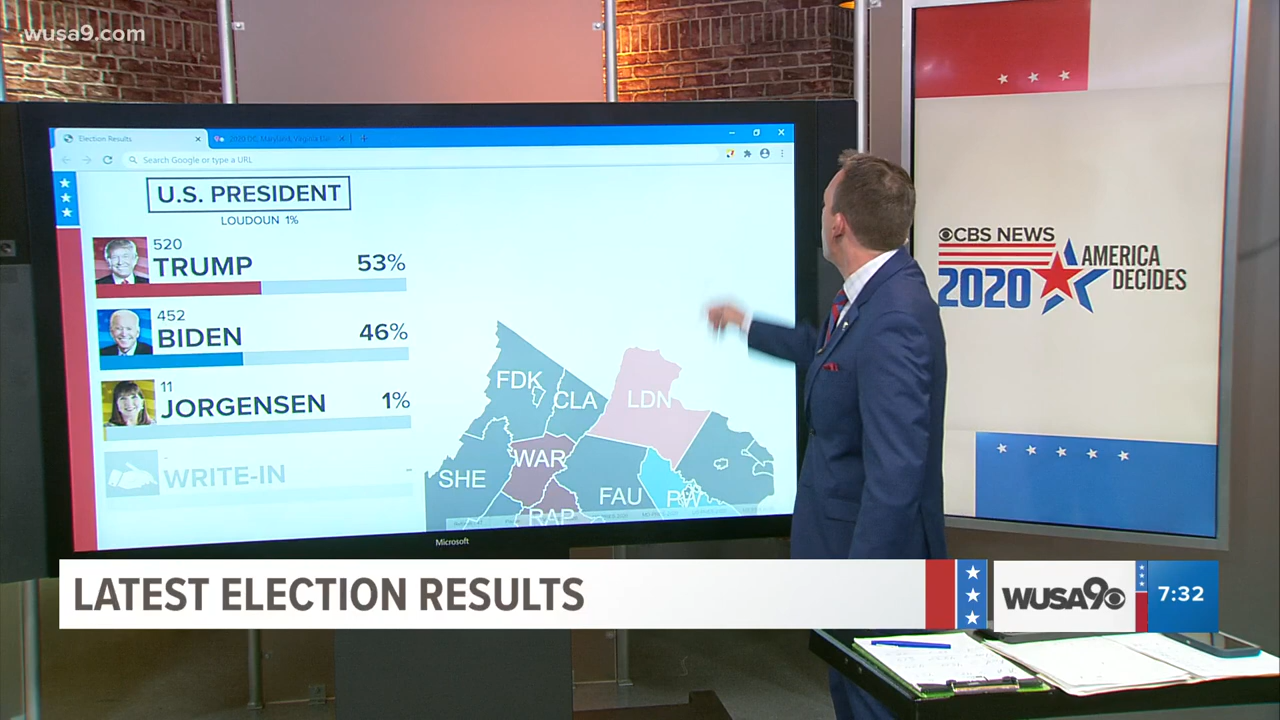 wusa9.com
Election Results
Search Google or type a URL
U.S. PRESIDENT
LOUDOUN 1%
520
TRUMP 53%
452
BIDEN 46%
11
JORGENSEN 1%
WRITE-IN
FDK
CLA
LDN
WAR
SHE
FAU
PW
RAP
Microsoft
CBS NEWS
2020
AMERICA
DECIDES
LATEST ELECTION RESULTS
WUSA9
7:32